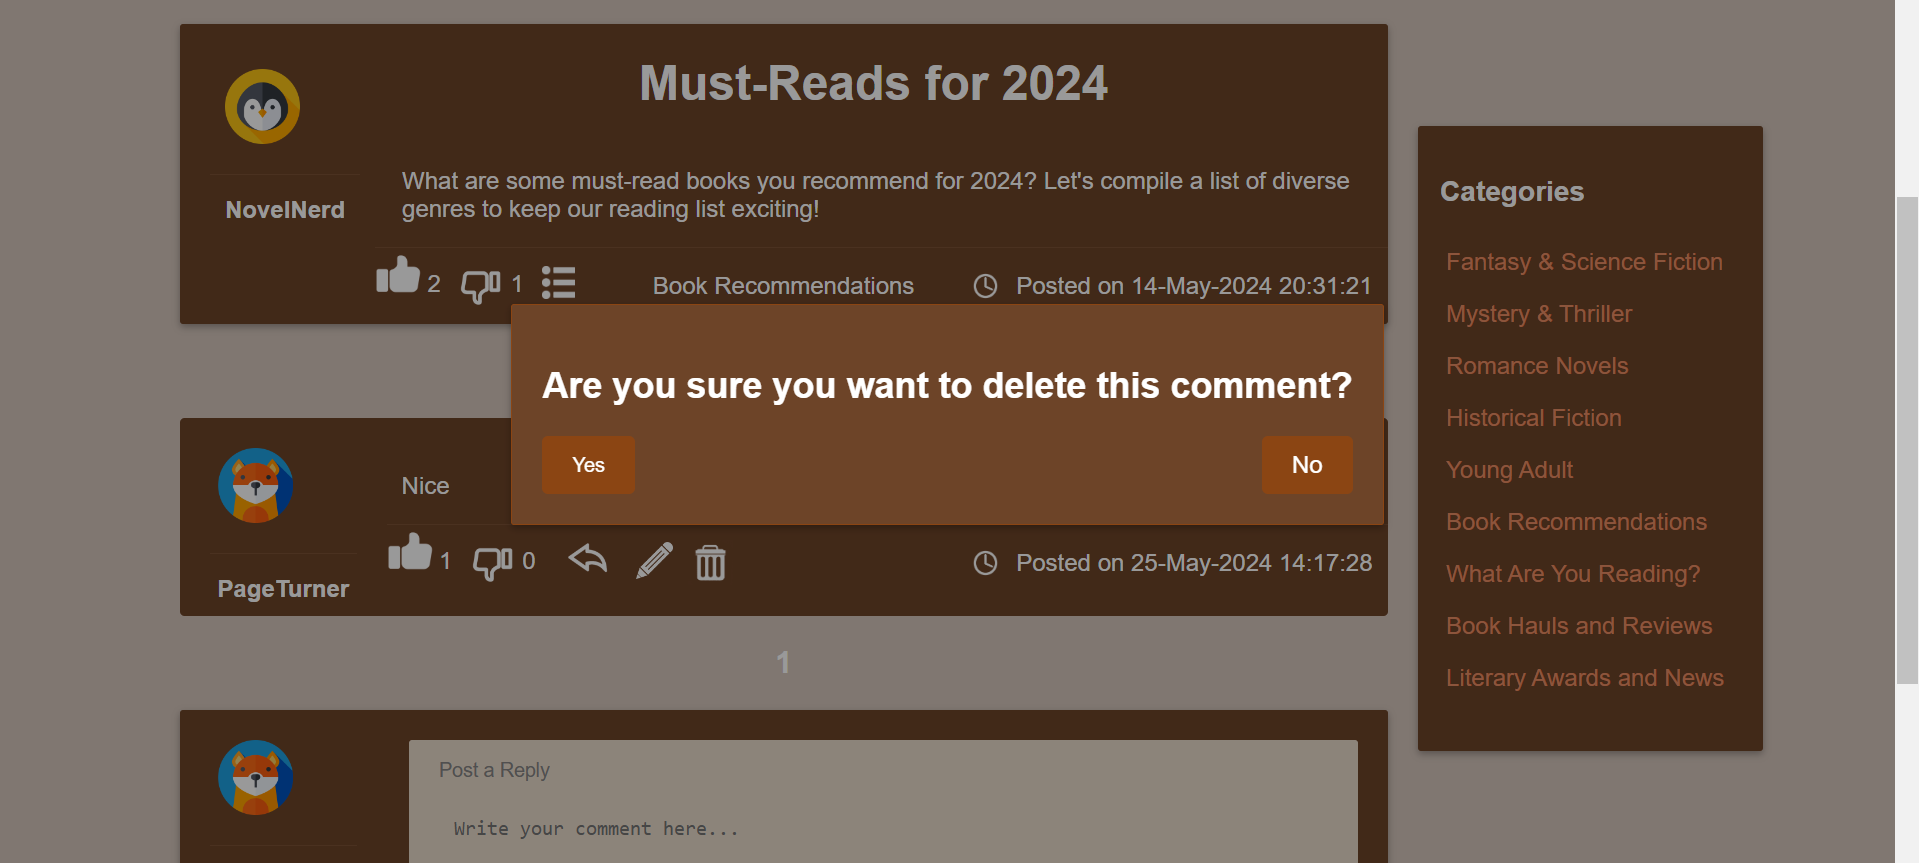 Must-Reads for 2024
What are some must-read books you recommend for 2024? Let's compile a list of diverse
genres to keep our reading list exciting!
NovelNerd
2
1
Book Recommendations
Posted on 14-May-2024 20:31:21
Are you sure you want to delete this comment?
Yes
No
Nice
1
0
Posted on 25-May-2024 14:17:28
PageTurner
1
Post a Reply
Write your comment here...
Categories
Fantasy & Science Fiction
Mystery & Thriller
Romance Novels
Historical Fiction
Young Adult
Book Recommendations
What Are You Reading?
Book Hauls and Reviews
Literary Awards and News